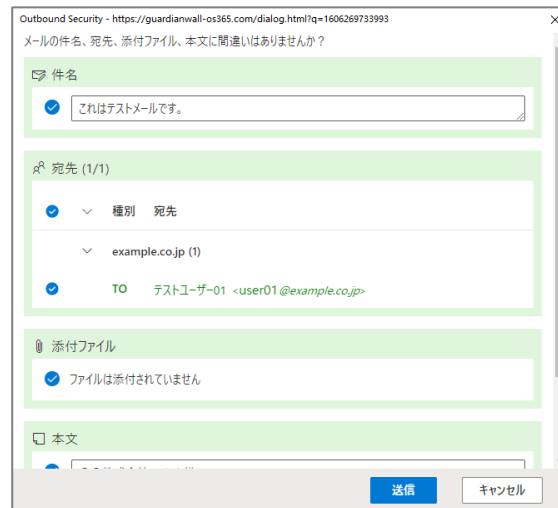 Outbound Security - https://guardianwall-os365.com/dialog.html?q=1606269733993
メールの件名、宛先、添付ファイル、本文に間違いはありませんか？
件名
これはテストメールです。
宛先 (1/1)
種別 宛先
example.co.jp (1)
TO テストユーザー01 <user01@example.co.jp>
添付ファイル
ファイルは添付されていません
本文
送信 キャンセル